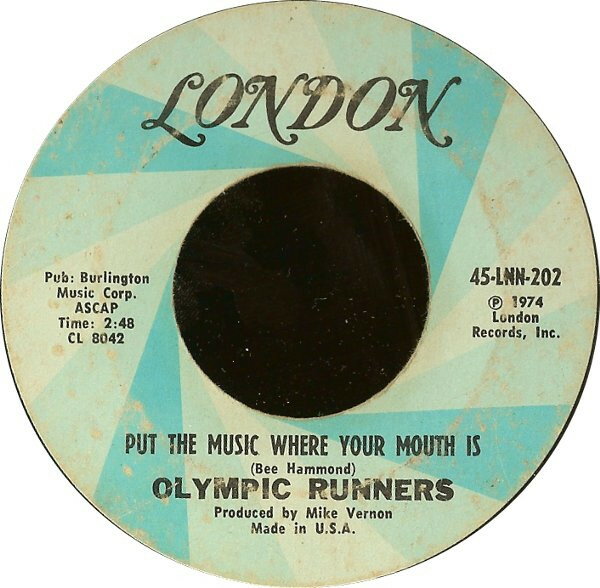 LONDON
Pub: Burlington
Music Corp.
ASCAP
Time: 2:48
CL 8042
45-LNN-202
℗ 1974
London
Records, Inc.
PUT THE MUSIC WHERE YOUR MOUTH IS
(Bee Hammond)
OLYMPIC RUNNERS
Produced by Mike Vernon
Made in U.S.A.